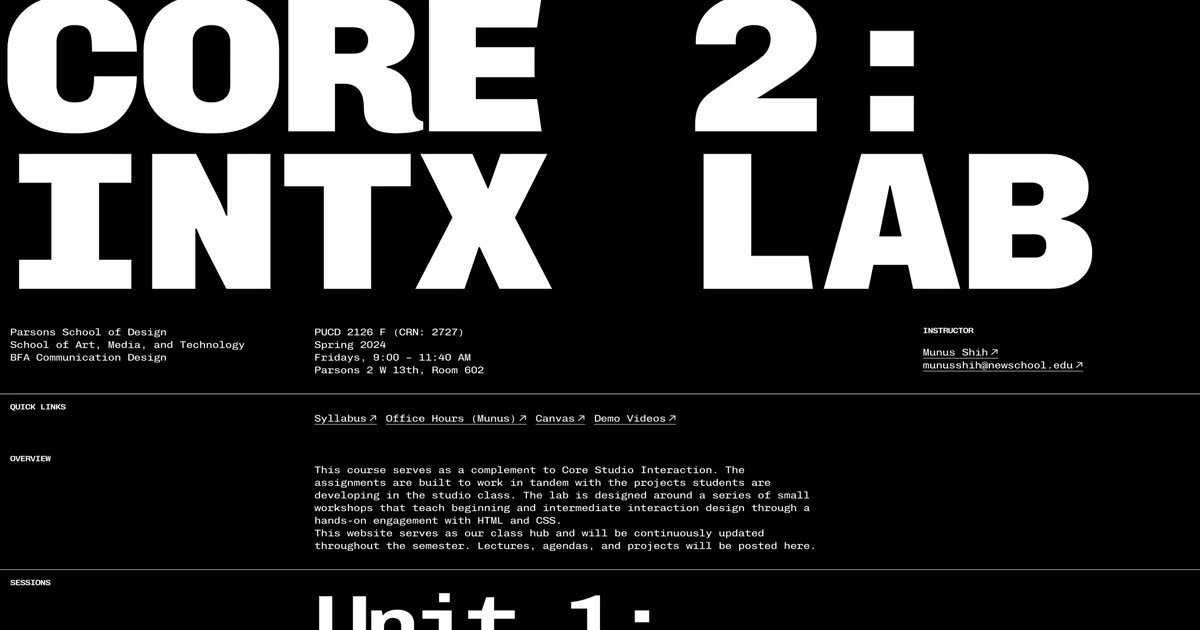 CORE 2:
INTX LAB
Parsons School of Design
School of Art, Media, and Technology
BFA Communication Design
PUCD 2126 F (CRN: 2727)
Spring 2024
Fridays, 9:00 – 11:40 AM
Parsons 2 W 13th, Room 602
INSTRUCTOR
Munus Shih↗
munusshih@newschool.edu↗
QUICK LINKS
Syllabus↗ Office Hours (Munus)↗ Canvas↗ Demo Videos↗
OVERVIEW
This course serves as a complement to Core Studio Interaction. The
assignments are built to work in tandem with the projects students are
developing in the studio class. The lab is designed around a series of small
workshops that teach beginning and intermediate interaction design through a
hands-on engagement with HTML and CSS.
This website serves as our class hub and will be continuously updated
throughout the semester. Lectures, agendas, and projects will be posted here.
SESSIONS
Unit 1: